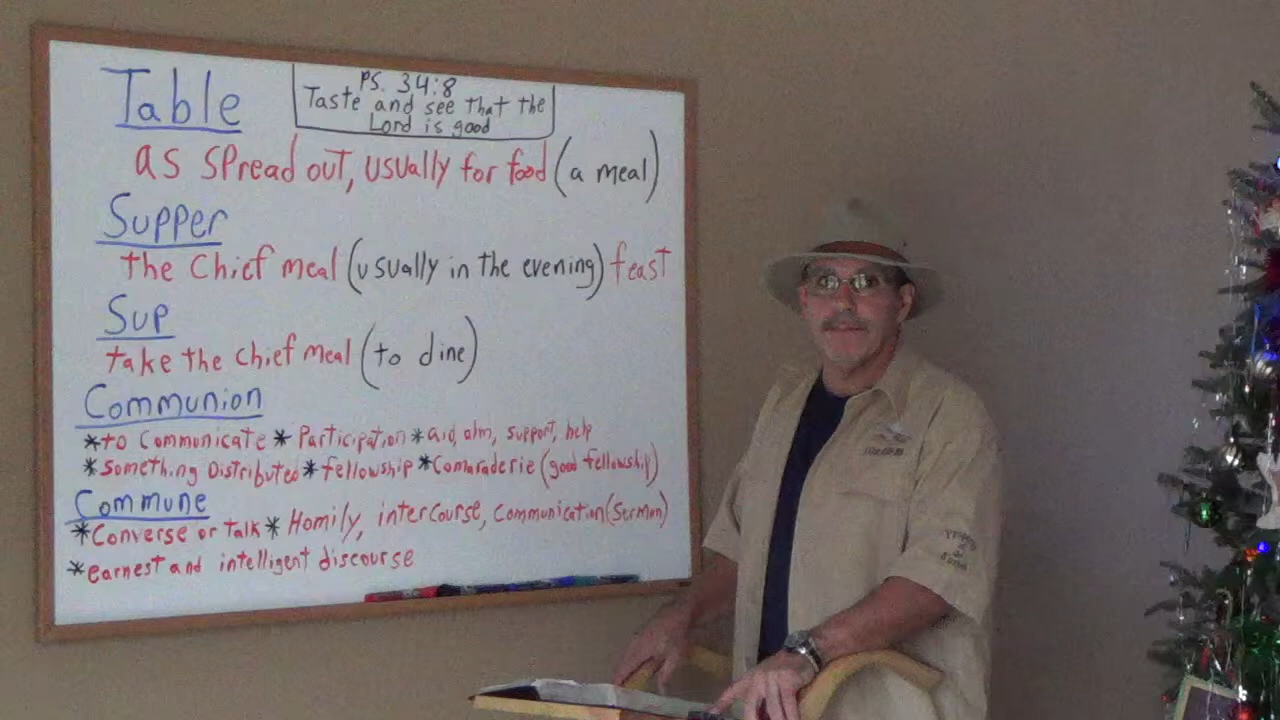 Table
PS. 34:8
Taste and see that the
Lord is good
as spread out, usually for food (a meal)
Supper
the Chief meal (usually in the evening) feast
Sup
take the chief meal (to dine)
Communion
*to Communicate * Participation * aid, alm, support, help
*Something Distributed * fellowship * Comaraderie (good fellowship)
Commune
*Converse or talk * Homily, intercourse, communication (Sermon)
*earnest and intelligent discourse